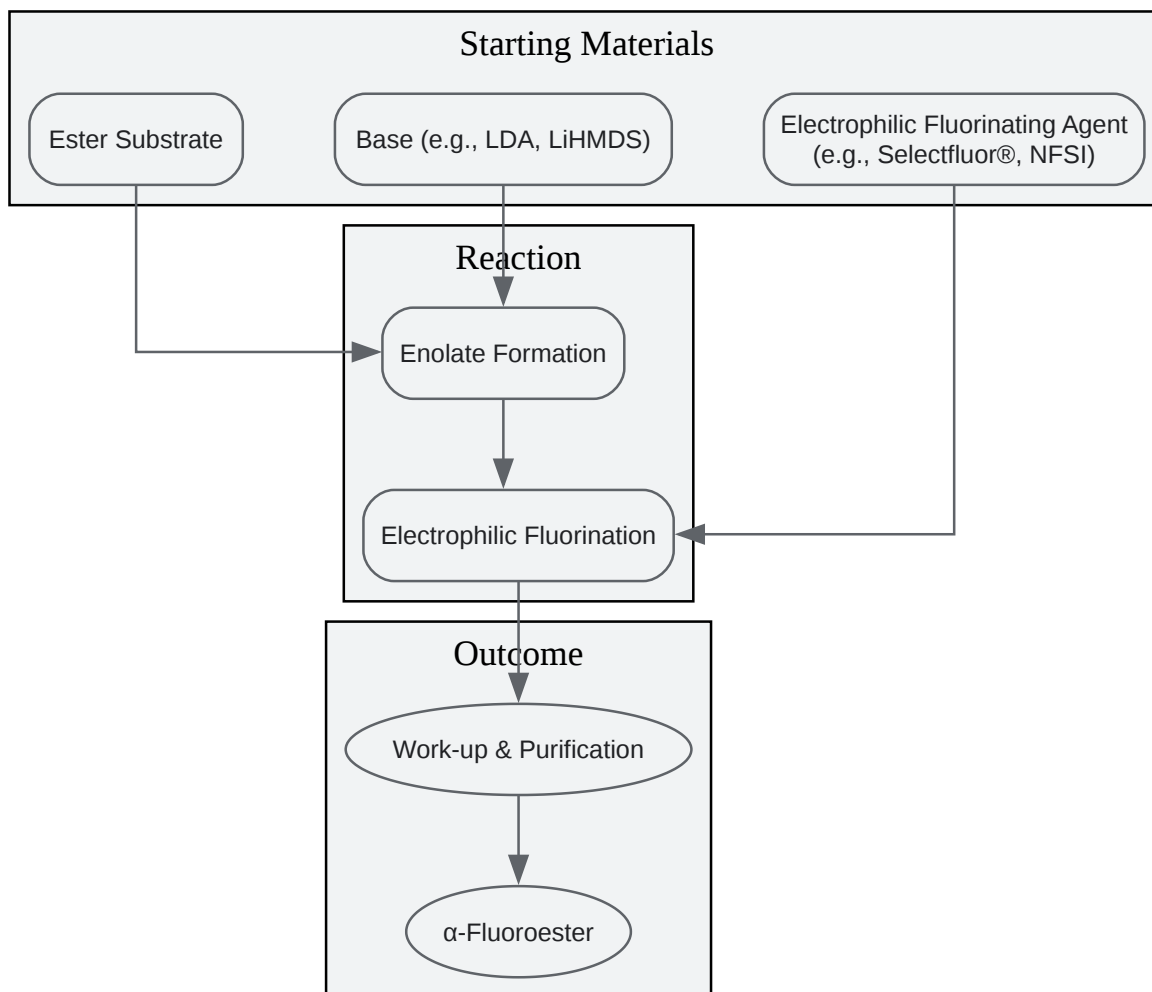 Starting Materials
Ester Substrate
Base (e.g., LDA, LiHMDS)
Electrophilic Fluorinating Agent
(e.g., Selectfluor®, NFSI)
Reaction
Enolate Formation
Electrophilic Fluorination
Outcome
Work-up & Purification
α-Fluoroester